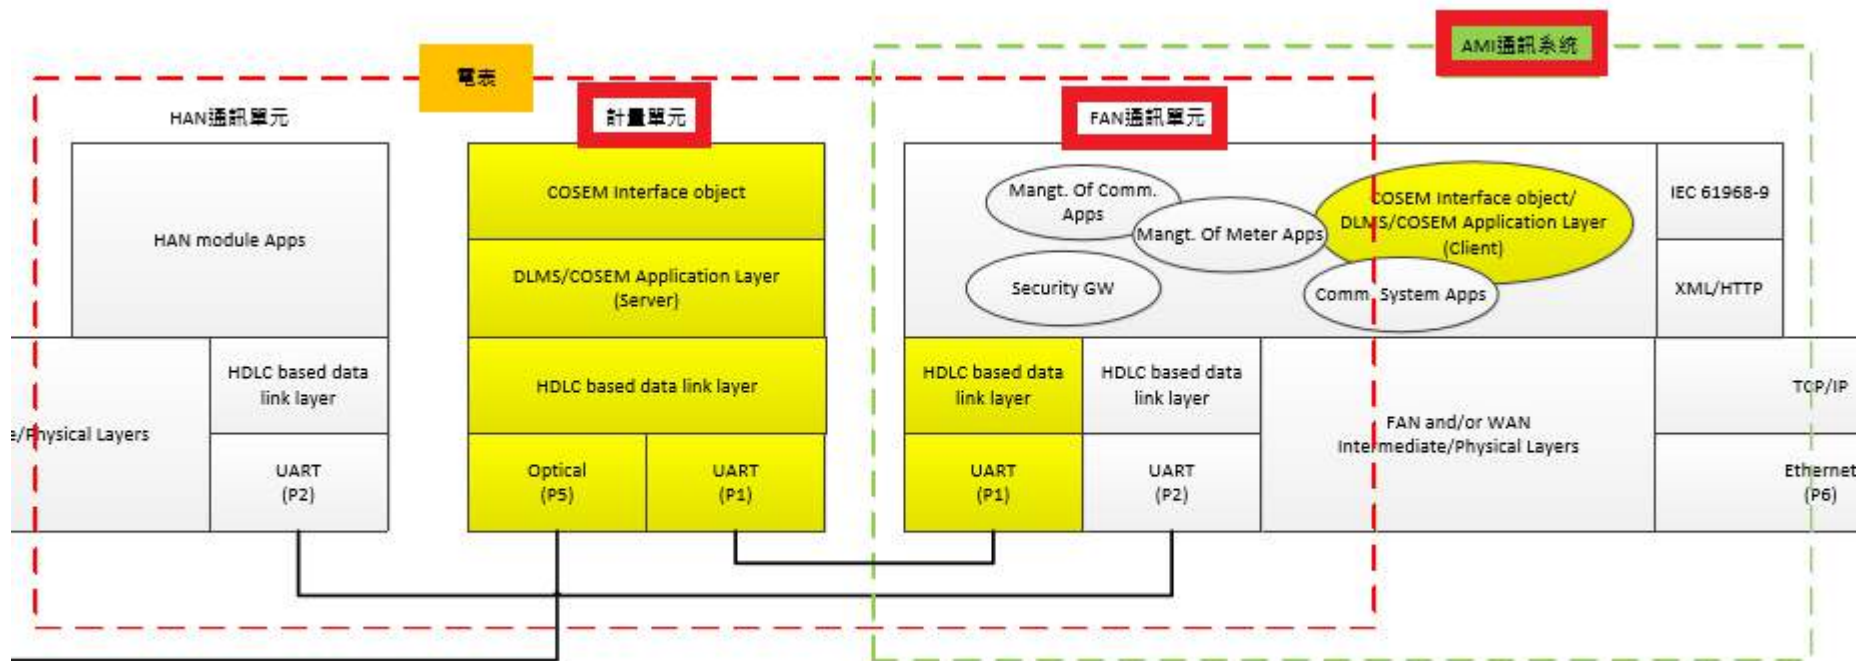 AMI通訊系統
電表
HAN通訊單元
計量單元
FAN通訊單元
HAN module Apps
COSEM Interface object
DLMS/COSEM Application Layer
(Server)
HDLC based data link layer
Optical
(P5)
UART
(P1)
HDLC based data
link layer
UART
(P2)
e/Physical Layers
Mangt. Of Comm.
Apps
Mangt. Of Meter Apps
Security GW
COSEM Interface object/
DLMS/COSEM Application Layer
(Client)
Comm. System Apps
IEC 61968-9
XML/HTTP
HDLC based data
link layer
UART
(P1)
HDLC based data
link layer
UART
(P2)
FAN and/or WAN
Intermediate/Physical Layers
TCP/IP
Ethernet
(P6)